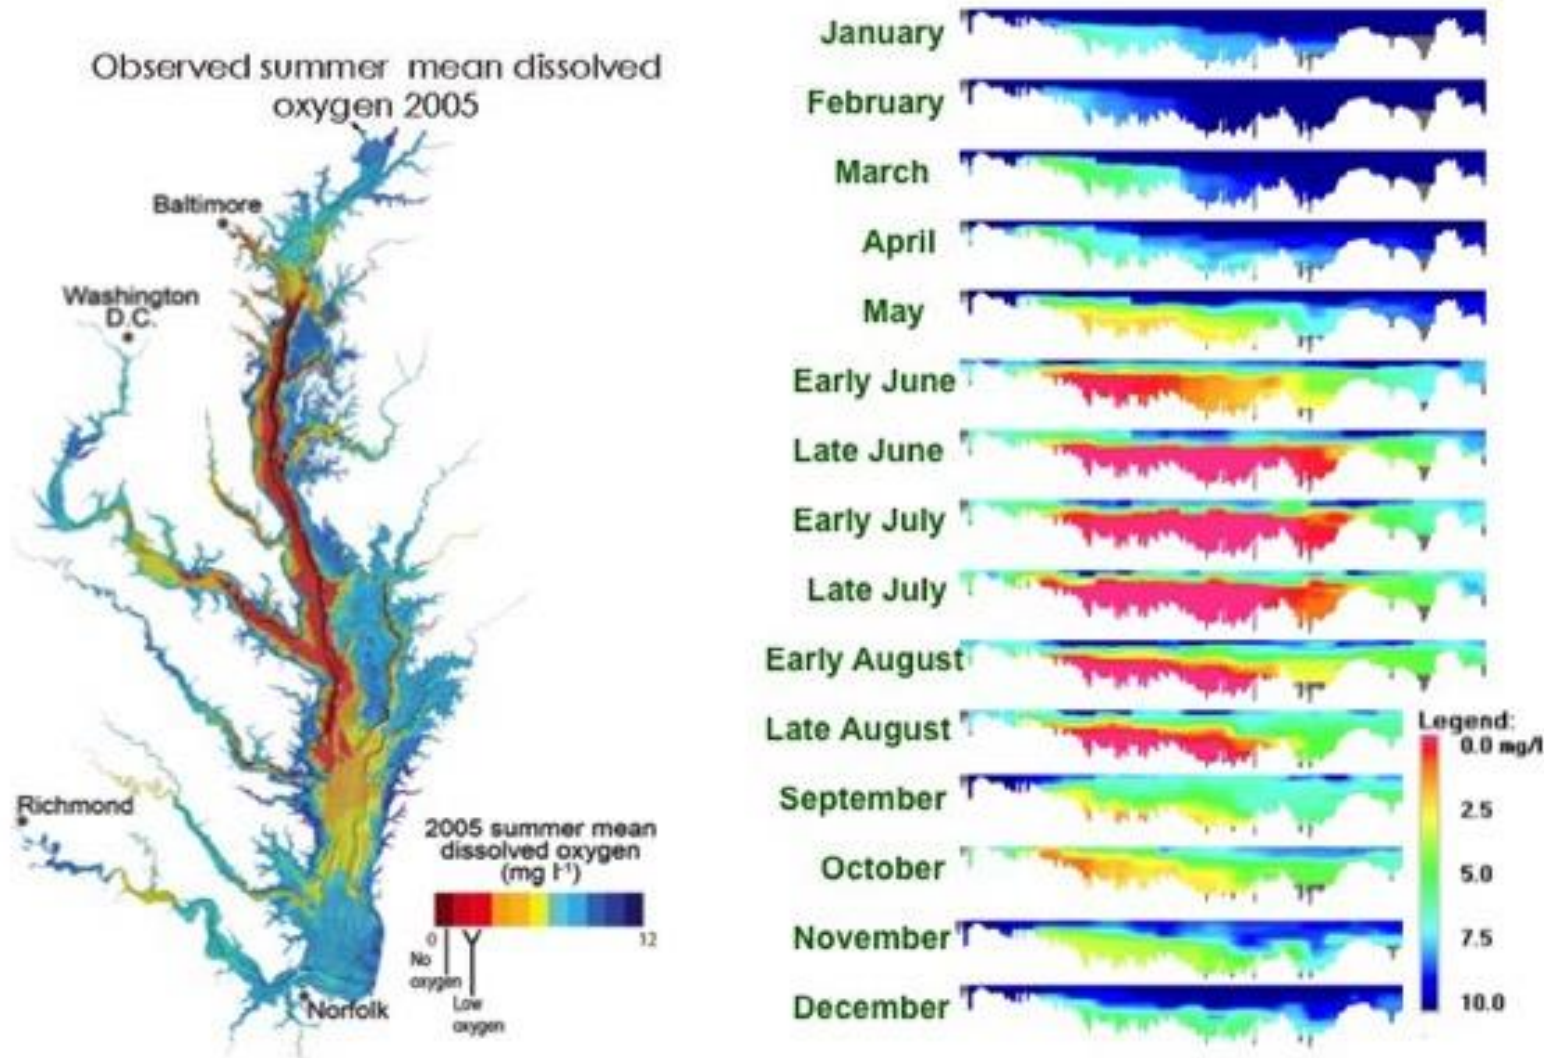 Observed summer mean dissolved
oxygen 2005
Baltimore
Washington
D.C.
Richmond
Norfolk
2005 summer mean
dissolved oxygen
(mg l⁻¹)
0
12
No
oxygen
Low
oxygen
January
February
March
April
May
Early June
Late June
Early July
Late July
Early August
Late August
September
October
November
December
Legend:
0.0 mg/l
2.5
5.0
7.5
10.0